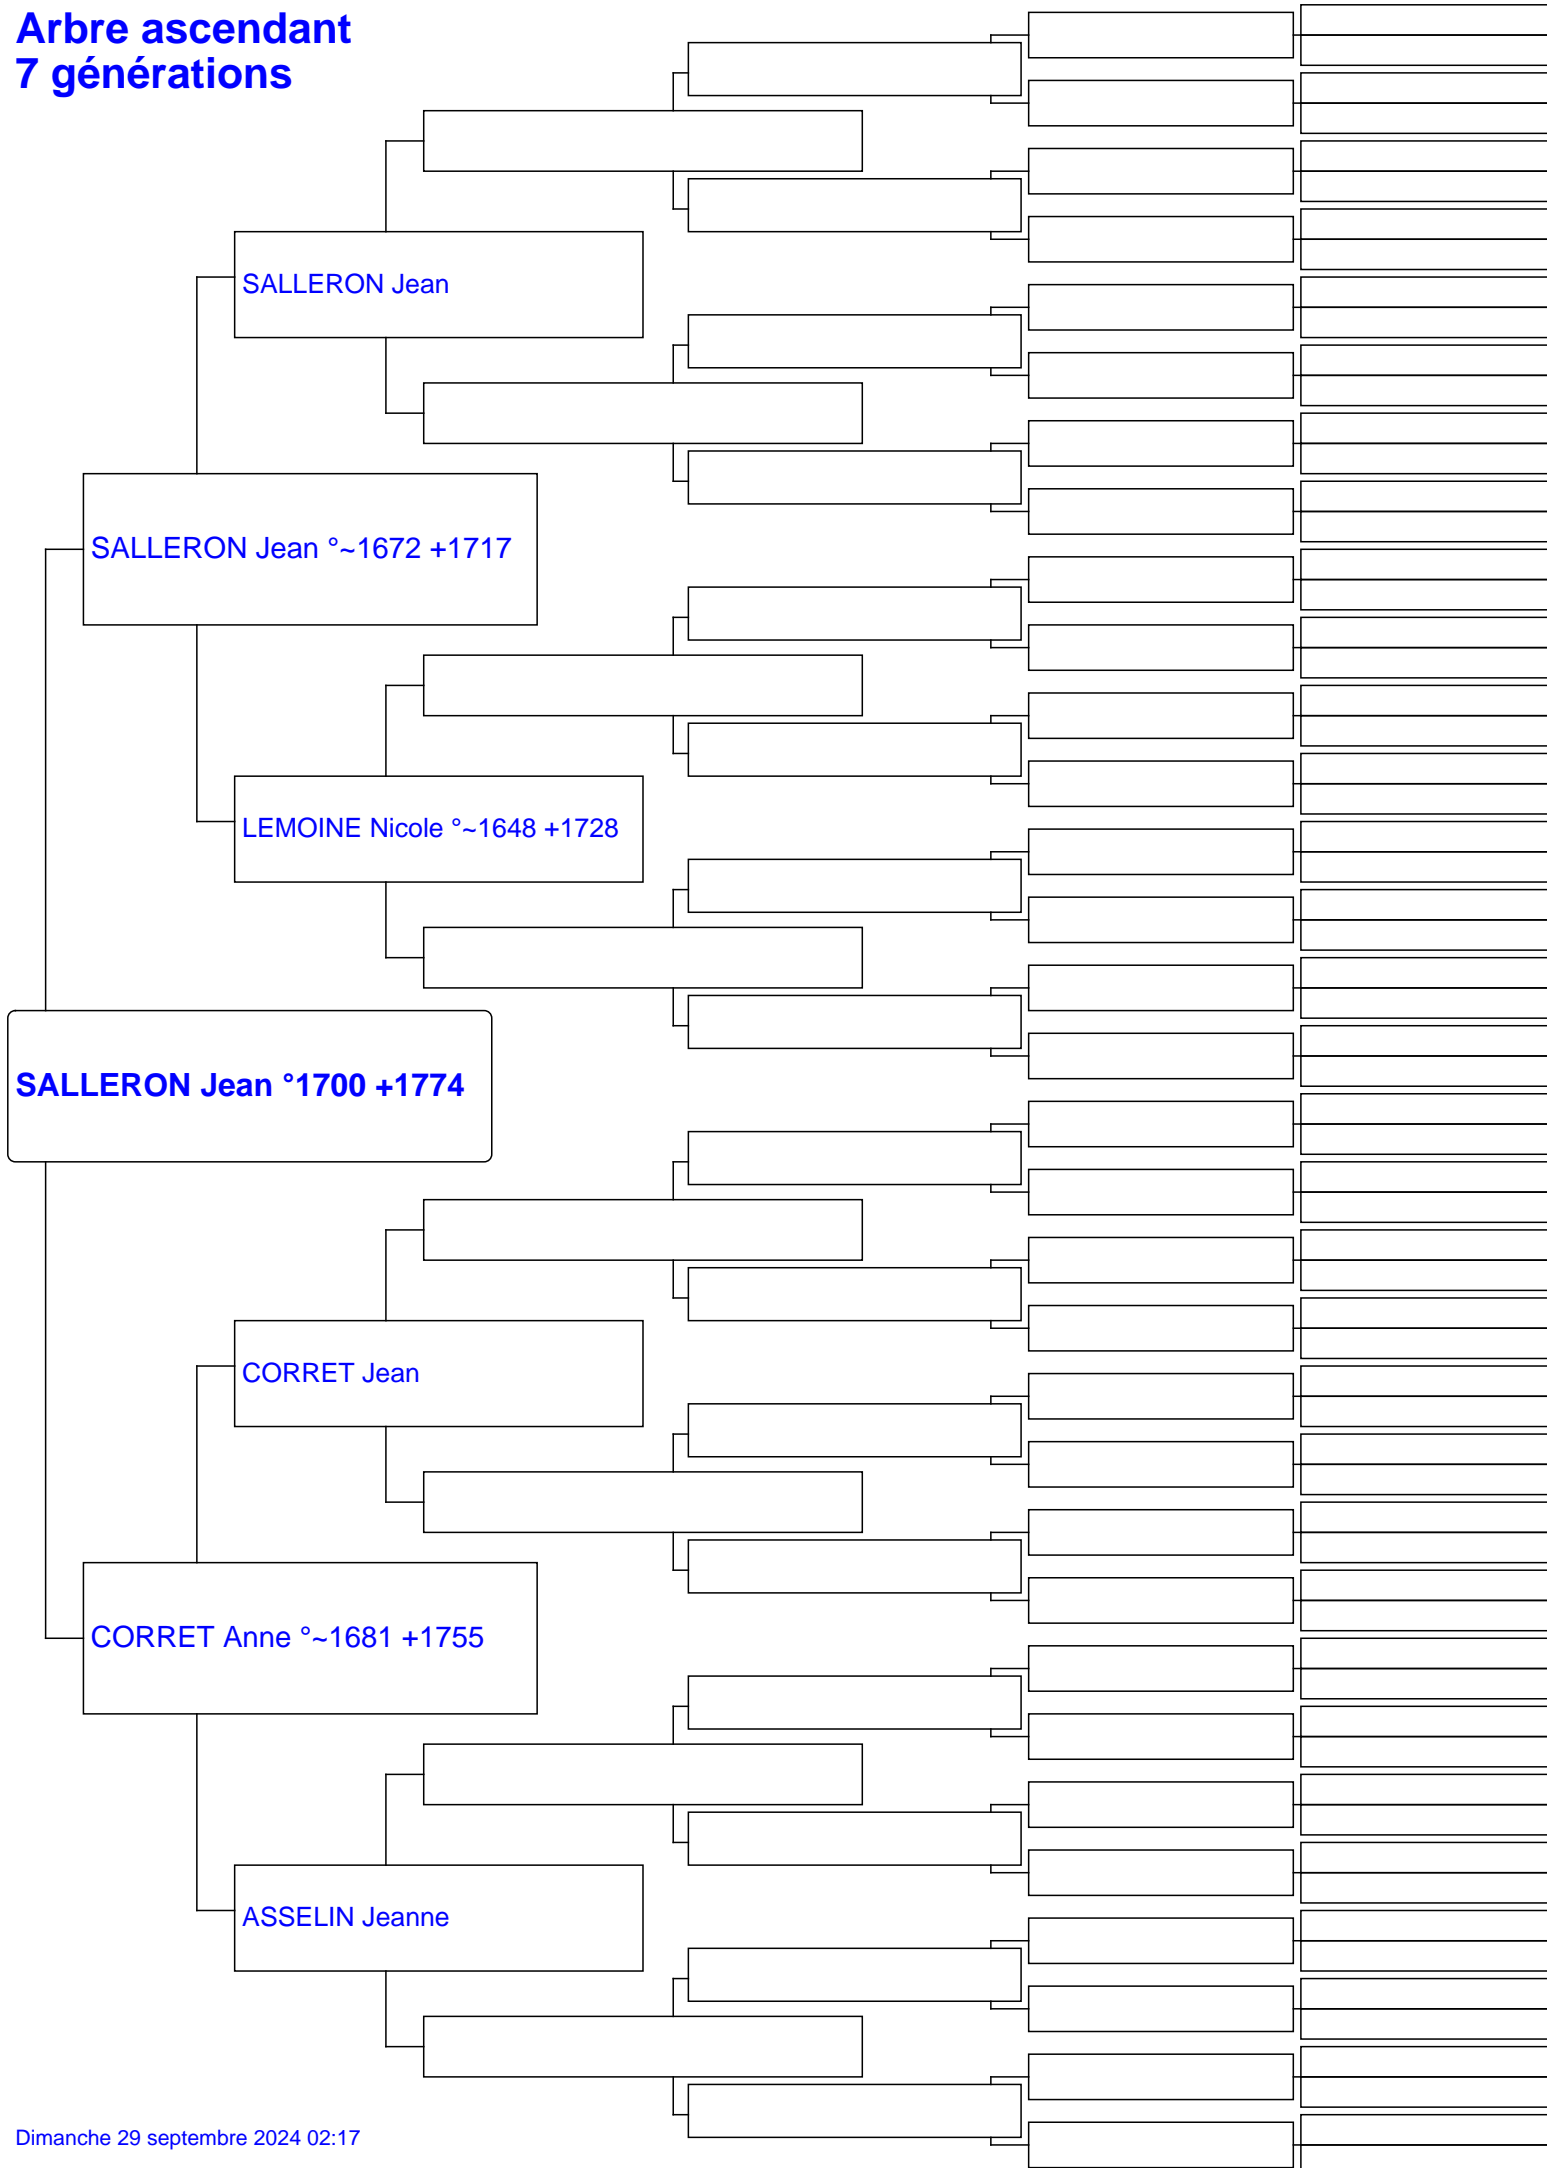 Arbre ascendant
7 générations
SALLERON Jean
SALLERON Jean °~1672 +1717
LEMOINE Nicole °~1648 +1728
SALLERON Jean °1700 +1774
CORRET Jean
CORRET Anne °~1681 +1755
ASSELIN Jeanne
Dimanche 29 septembre 2024 02:17